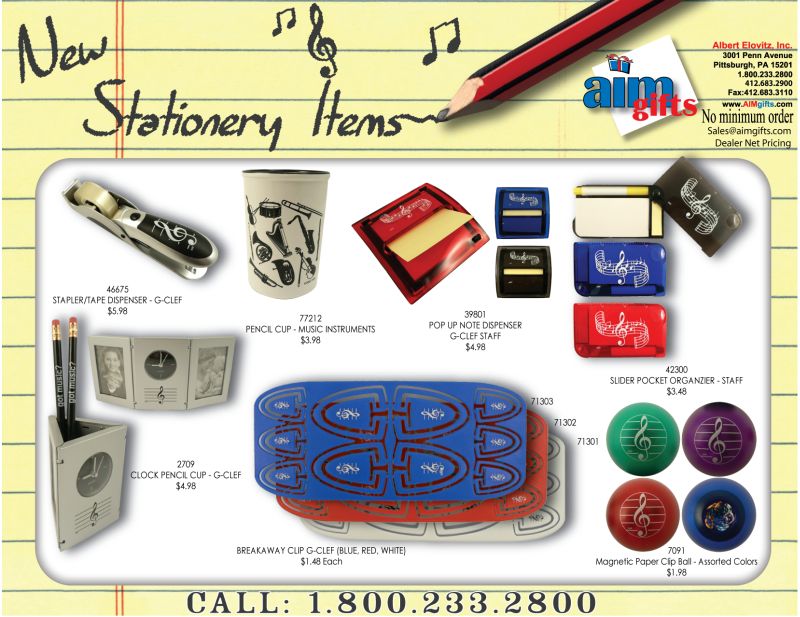 New
Stationery Items
aim
gifts
Albert Elovitz, Inc.
3001 Penn Avenue
Pittsburgh, PA 15201
1.800.233.2800
412.683.2900
Fax:412.683.3110
www.AIMgifts.com
No minimum order
Sales@aimgifts.com
Dealer Net Pricing
46675
STAPLER/TAPE DISPENSER - G-CLEF
$5.98
77212
PENCIL CUP - MUSIC INSTRUMENTS
$3.98
39801
POP UP NOTE DISPENSER
G-CLEF STAFF
$4.98
42300
SLIDER POCKET ORGANZIER - STAFF
$3.48
got music?
got music?
2709
CLOCK PENCIL CUP - G-CLEF
$4.98
71303
71302
71301
BREAKAWAY CLIP G-CLEF (BLUE, RED, WHITE)
$1.48 Each
7091
Magnetic Paper Clip Ball - Assorted Colors
$1.98
CALL: 1.800.233.2800